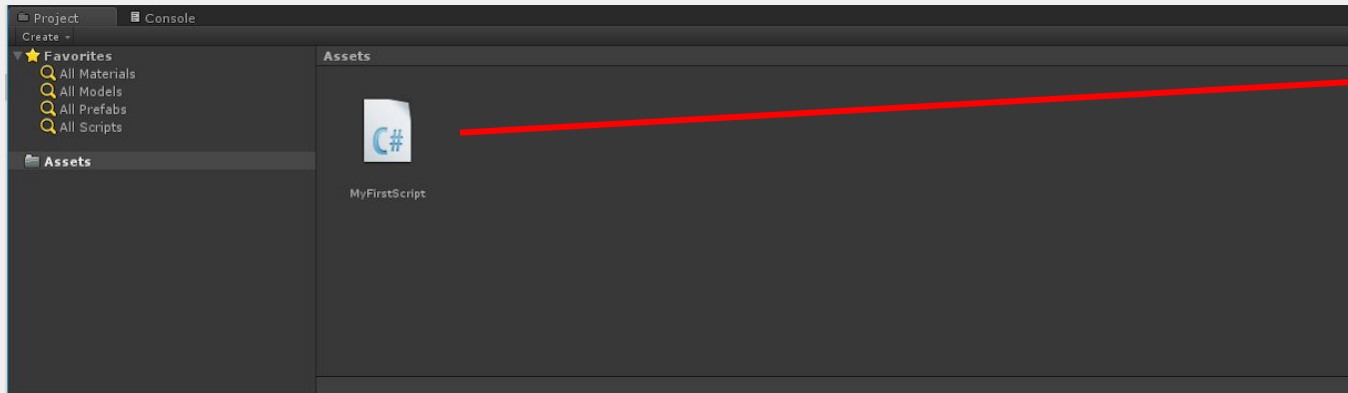 Project Console
Create
Favorites
All Materials
All Models
All Prefabs
All Scripts
Assets
Assets
C#
MyFirstScript